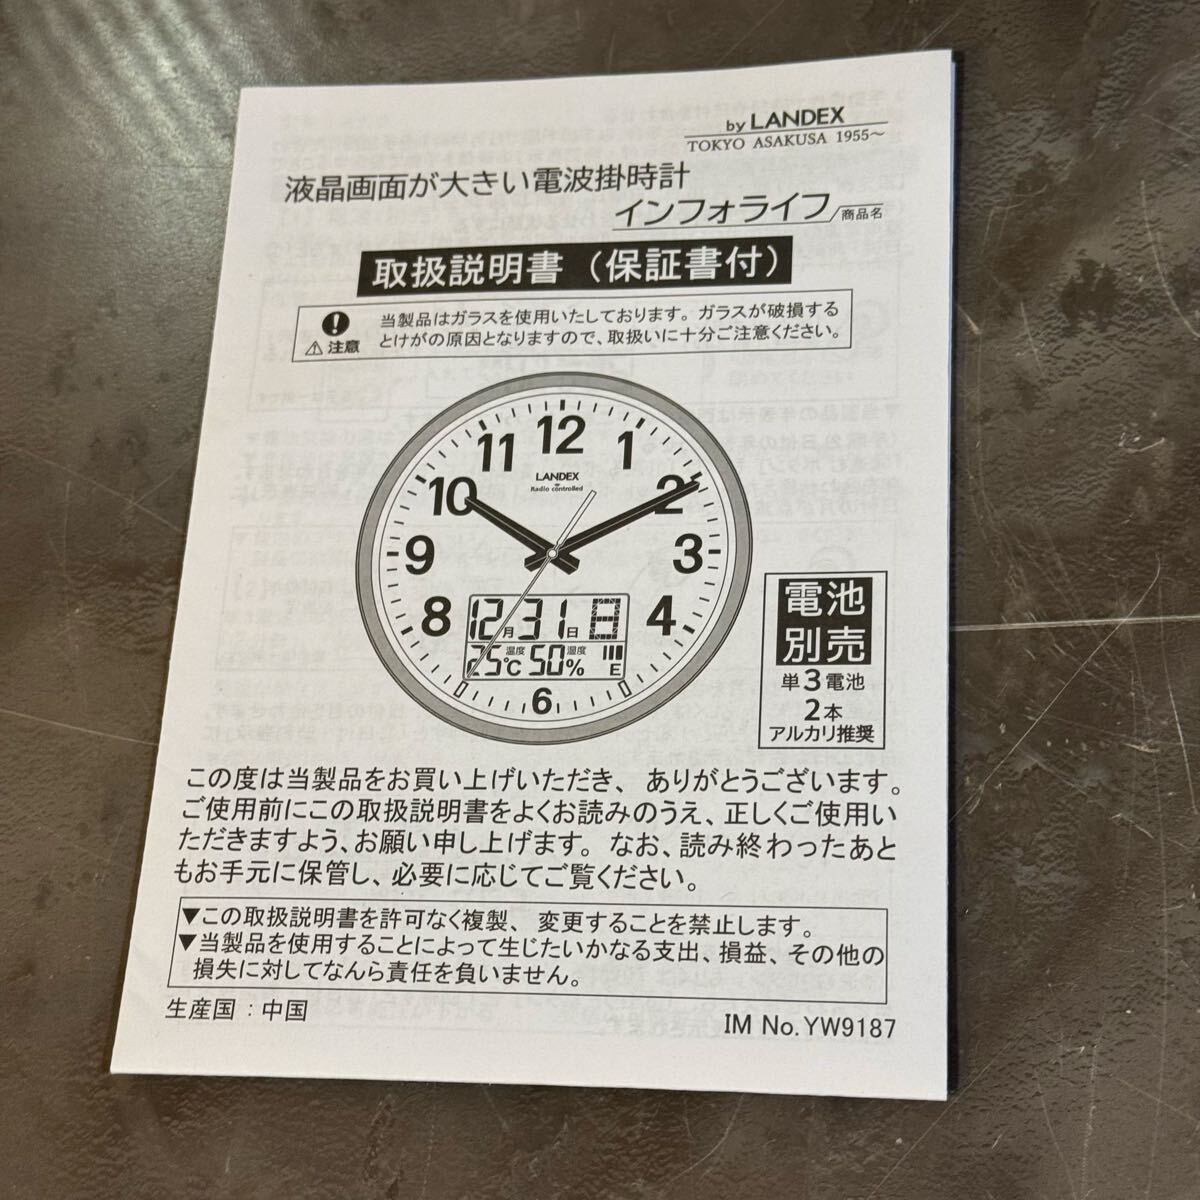 by LANDEX
TOKYO ASAKUSA 1955~
液晶画面が大きい電波掛時計
インフォライフ/商品名
取扱説明書（保証書付）
注意
当製品はガラスを使用いたしております。ガラスが破損する
とけがの原因となりますので、取扱いに十分ご注意ください。
12
11 1
LANDEX
Radio controlled
10 2
9 3
8 4
12月31日 日
温度 湿度
25℃ 50% E
6
電池
別売
単3電池
2本
アルカリ推奨
この度は当製品をお買い上げいただき、ありがとうございます。
ご使用前にこの取扱説明書をよくお読みのうえ、正しくご使用い
ただきますよう、お願い申し上げます。なお、読み終わったあと
もお手元に保管し、必要に応じてご覧ください。
▼この取扱説明書を許可なく複製、変更することを禁止します。
▼当製品を使用することによって生じたいかなる支出、損益、その他の
損失に対してなんら責任を負いません。
生産国：中国
IM No.YW9187